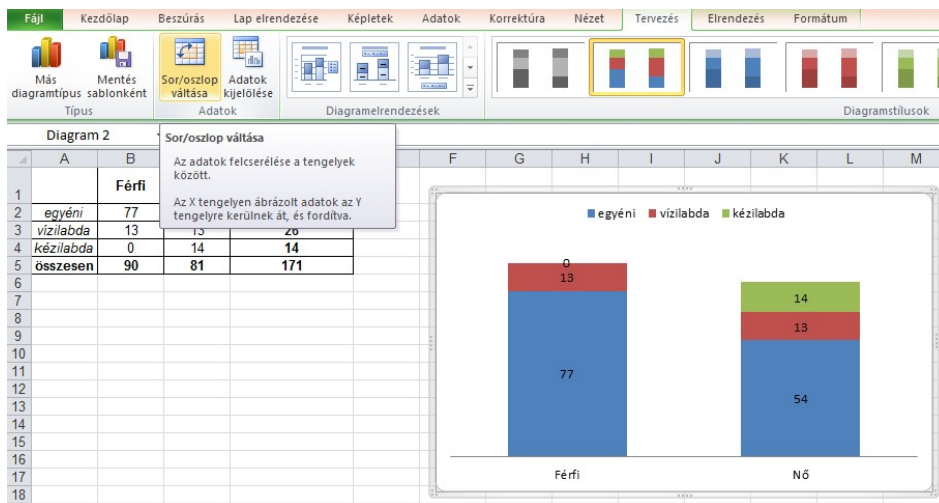 Fájl Kezdőlap Beszúrás Lap elrendezése Képletek Adatok Korrektúra Nézet Tervezés Elrendezés Formátum
Más diagramtípus
Mentés sablonként
Sor/oszlop váltása
Adatok kijelölése
Típus Adatok Diagramelrendezések Diagramstílusok
Diagram 2
Sor/oszlop váltása
Az adatok felcserélése a tengelyek
között.
Az X tengelyen ábrázolt adatok az Y
tengelyre kerülnek át, és fordítva.
A B F G H I J K L M
1 Férfi
2 egyéni 77
3 vízilabda 13 13 26
4 kézilabda 0 14 14
5 összesen 90 81 171
6
7
8
9
10
11
12
13
14
15
16
17
18
egyéni vízilabda kézilabda
0
13
14
13
77
54
Férfi Nő